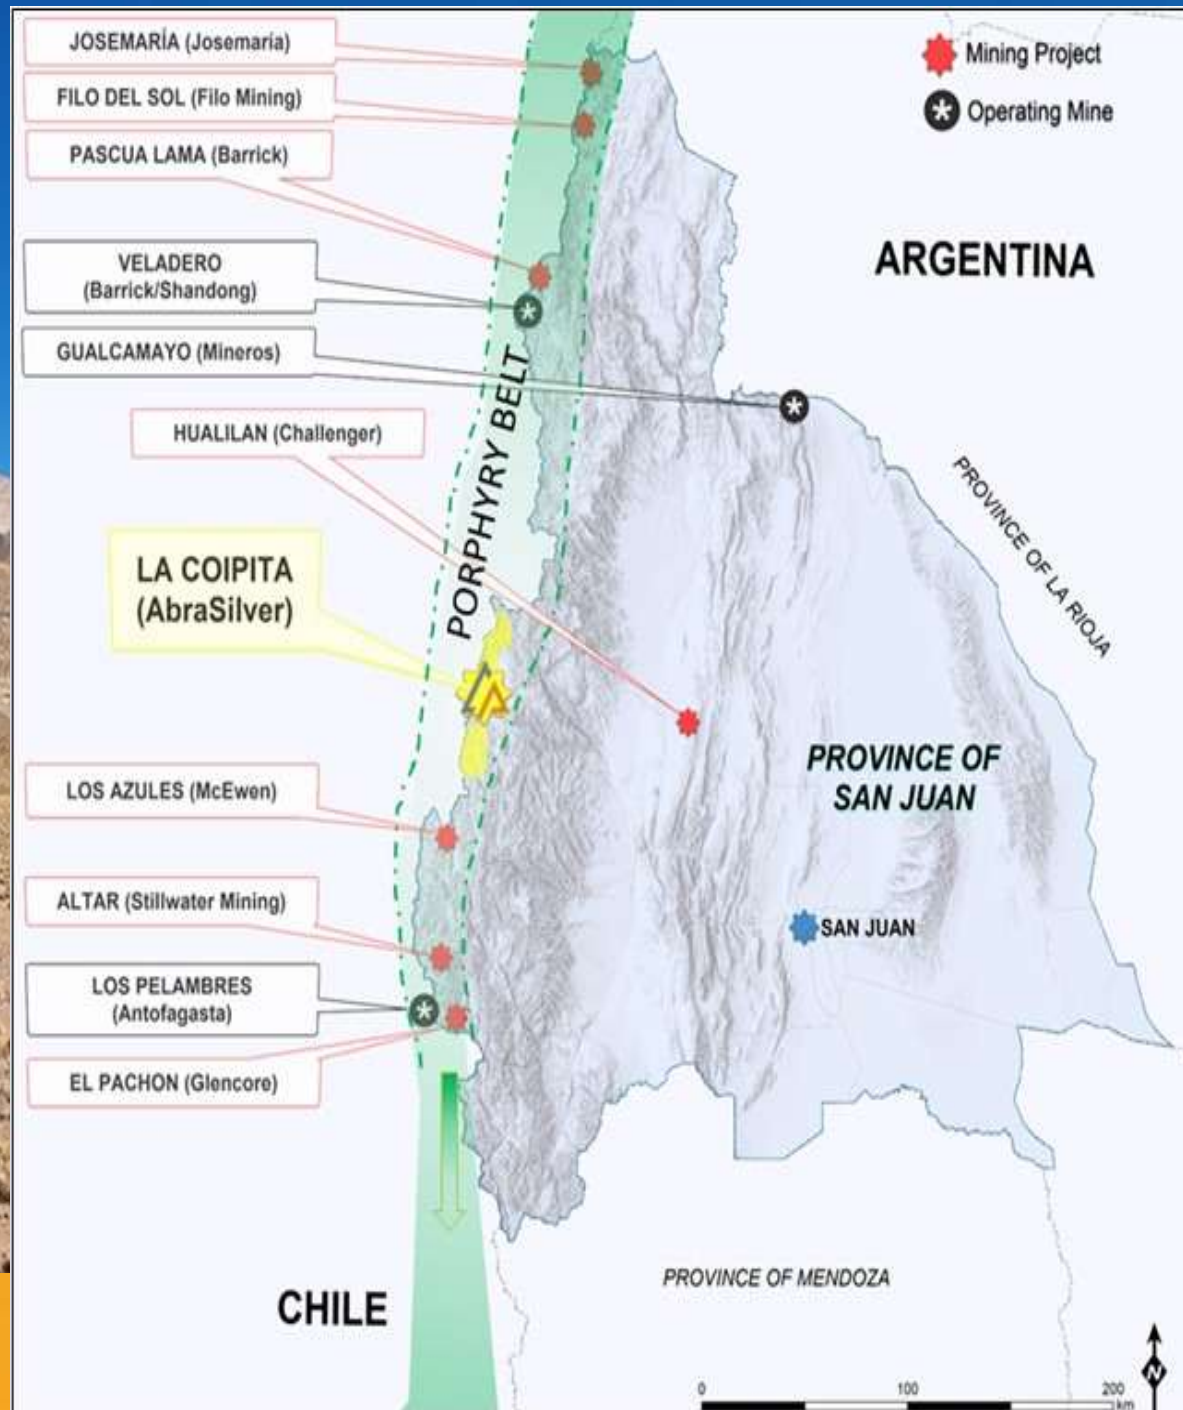 JOSEMARÍA (Josemaria)
FILO DEL SOL (Filo Mining)
PASCUA LAMA (Barrick)
VELADERO
(Barrick/Shandong)
GUALCAMAYO (Mineros)
HUALILAN (Challenger)
LA COIPITA
(AbraSilver)
LOS AZULES (McEwen)
ALTAR (Stillwater Mining)
LOS PELAMBRES
(Antofagasta)
EL PACHON (Glencore)
PORPHYRY BELT
Mining Project
Operating Mine
ARGENTINA
PROVINCE OF LA RIOJA
PROVINCE OF
SAN JUAN
SAN JUAN
PROVINCE OF MENDOZA
CHILE
0 100 200
km
N